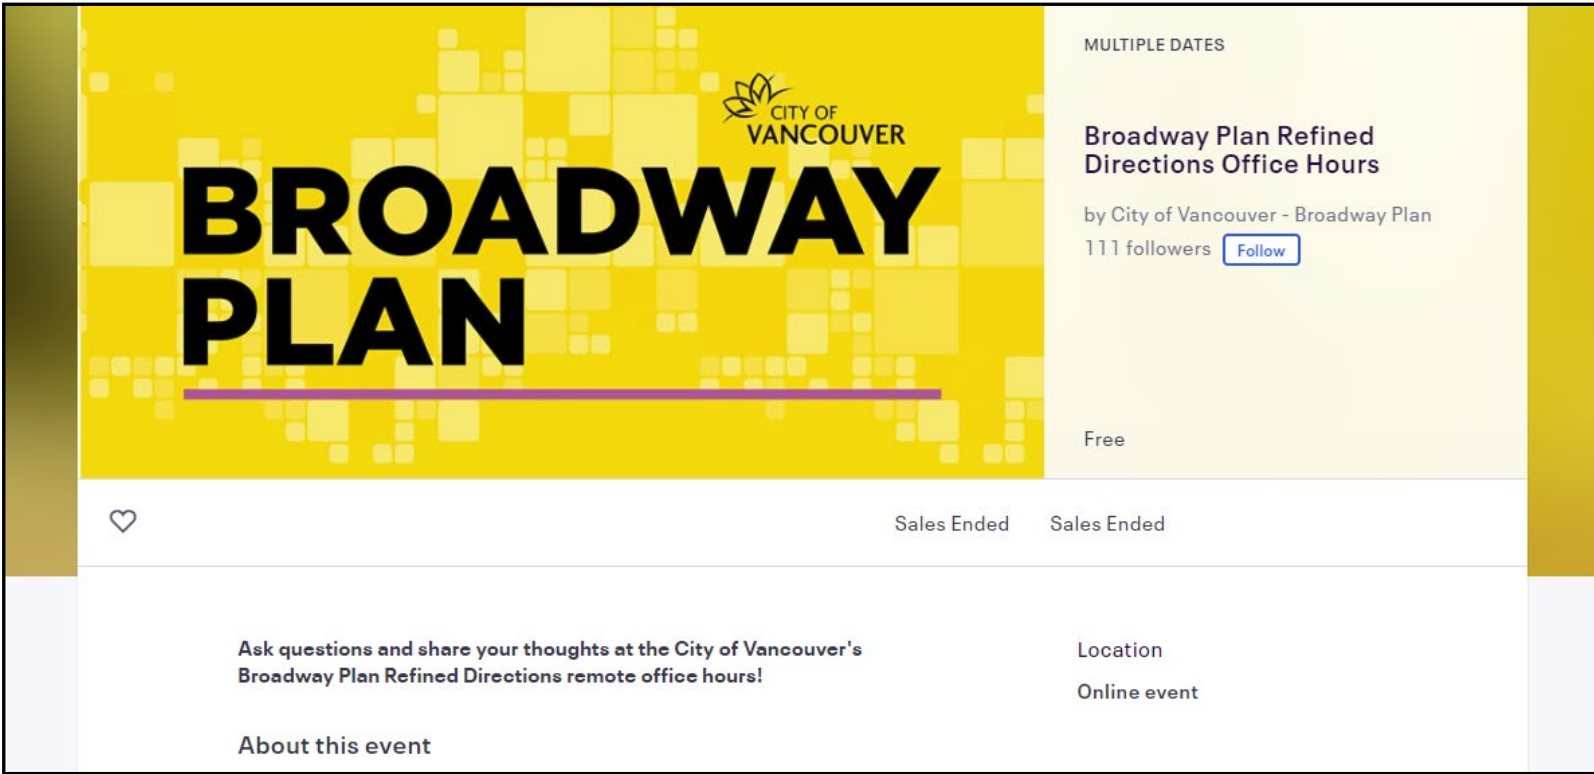 CITY OF
VANCOUVER
BROADWAY
PLAN
MULTIPLE DATES
Broadway Plan Refined
Directions Office Hours
by City of Vancouver - Broadway Plan
111 followers Follow
Free
Sales Ended Sales Ended
Ask questions and share your thoughts at the City of Vancouver's
Broadway Plan Refined Directions remote office hours!
About this event
Location
Online event